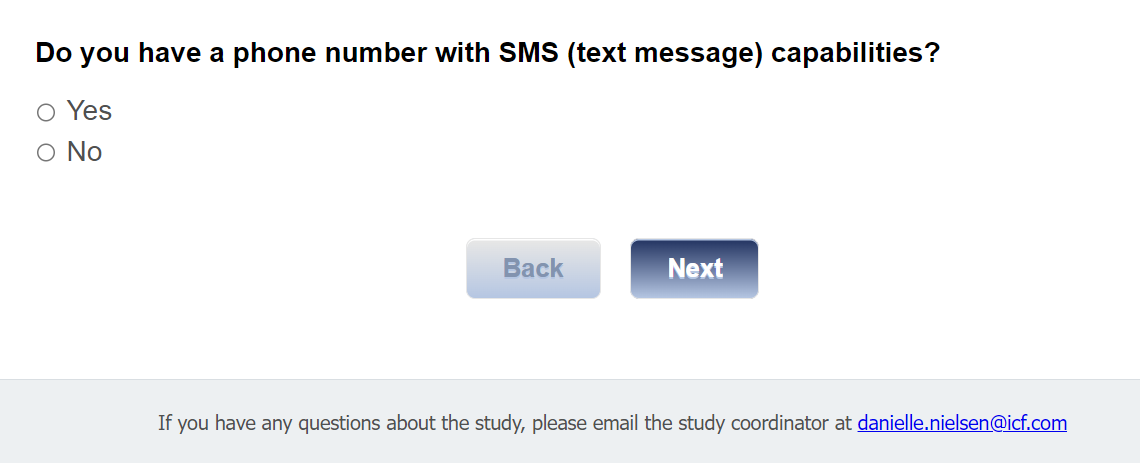 Do you have a phone number with SMS (text message) capabilities?
Yes
No
Back
Next
If you have any questions about the study, please email the study coordinator at danielle.nielsen@icf.com